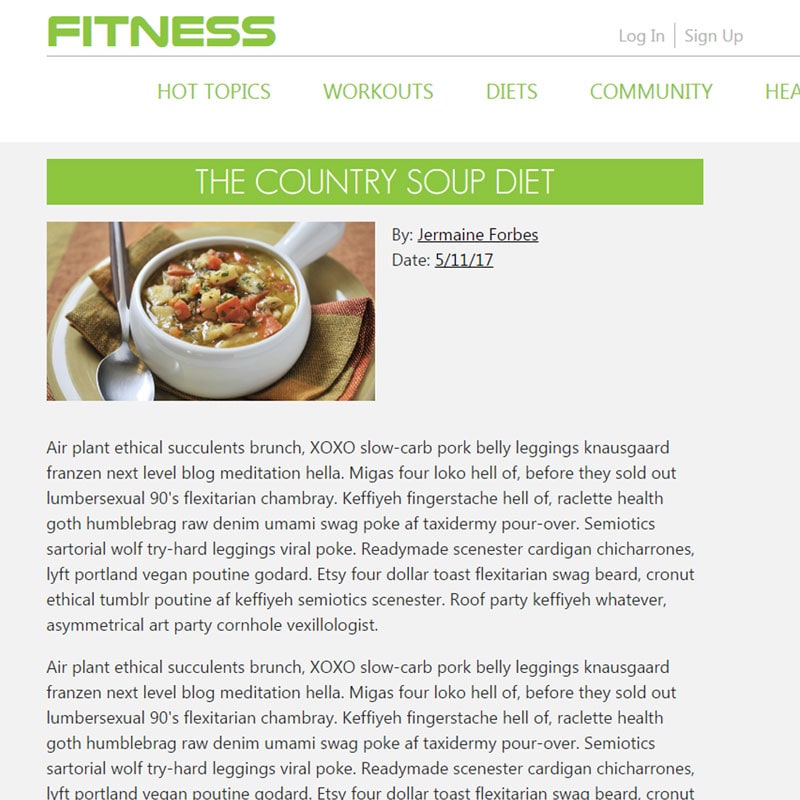 FITNESS
Log In | Sign Up
HOT TOPICS WORKOUTS DIETS COMMUNITY HEA
THE COUNTRY SOUP DIET
By: Jermaine Forbes
Date: 5/11/17
Air plant ethical succulents brunch, XOXO slow-carb pork belly leggings knausgaard
franzen next level blog meditation hella. Migas four loko hell of, before they sold out
lumbersexual 90's flexitarian chambray. Keffiyeh fingerstache hell of, raclette health
goth humblebrag raw denim umami swag poke af taxidermy pour-over. Semiotics
sartorial wolf try-hard leggings viral poke. Readymade scenester cardigan chicharrones,
lyft portland vegan poutine godard. Etsy four dollar toast flexitarian swag beard, cronut
ethical tumblr poutine af keffiyeh semiotics scenester. Roof party keffiyeh whatever,
asymmetrical art party cornhole vexillologist.
Air plant ethical succulents brunch, XOXO slow-carb pork belly leggings knausgaard
franzen next level blog meditation hella. Migas four loko hell of, before they sold out
lumbersexual 90's flexitarian chambray. Keffiyeh fingerstache hell of, raclette health
goth humblebrag raw denim umami swag poke af taxidermy pour-over. Semiotics
sartorial wolf try-hard leggings viral poke. Readymade scenester cardigan chicharrones,
lyft portland vegan poutine godard. Etsy four dollar toast flexitarian swag beard, cronut